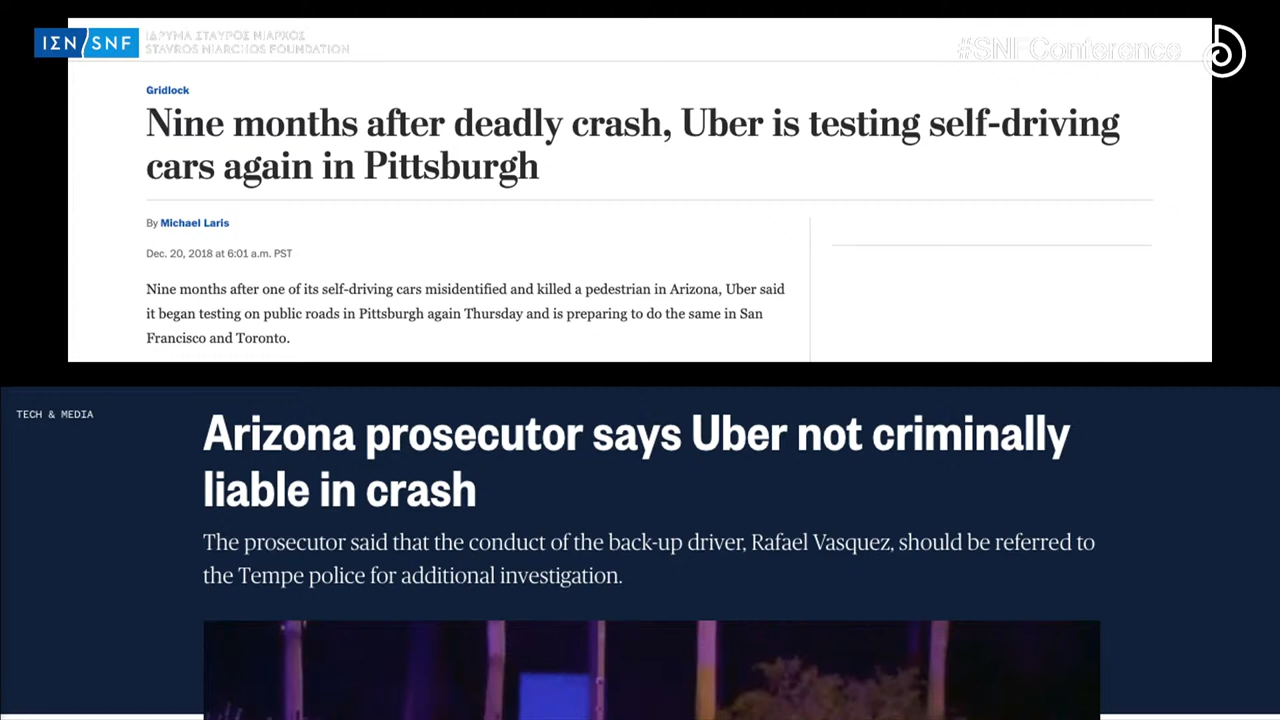 ΙΣΝ/SNF
ΙΔΡΥΜΑ ΣΤΑΥΡΟΣ ΝΙΑΡΧΟΣ
STAVROS NIARCHOS FOUNDATION
#SNFConference
Gridlock
Nine months after deadly crash, Uber is testing self-driving
cars again in Pittsburgh
By Michael Laris
Dec. 20, 2018 at 6:01 a.m. PST
Nine months after one of its self-driving cars misidentified and killed a pedestrian in Arizona, Uber said
it began testing on public roads in Pittsburgh again Thursday and is preparing to do the same in San
Francisco and Toronto.
TECH & MEDIA
Arizona prosecutor says Uber not criminally
liable in crash
The prosecutor said that the conduct of the back-up driver, Rafael Vasquez, should be referred to
the Tempe police for additional investigation.